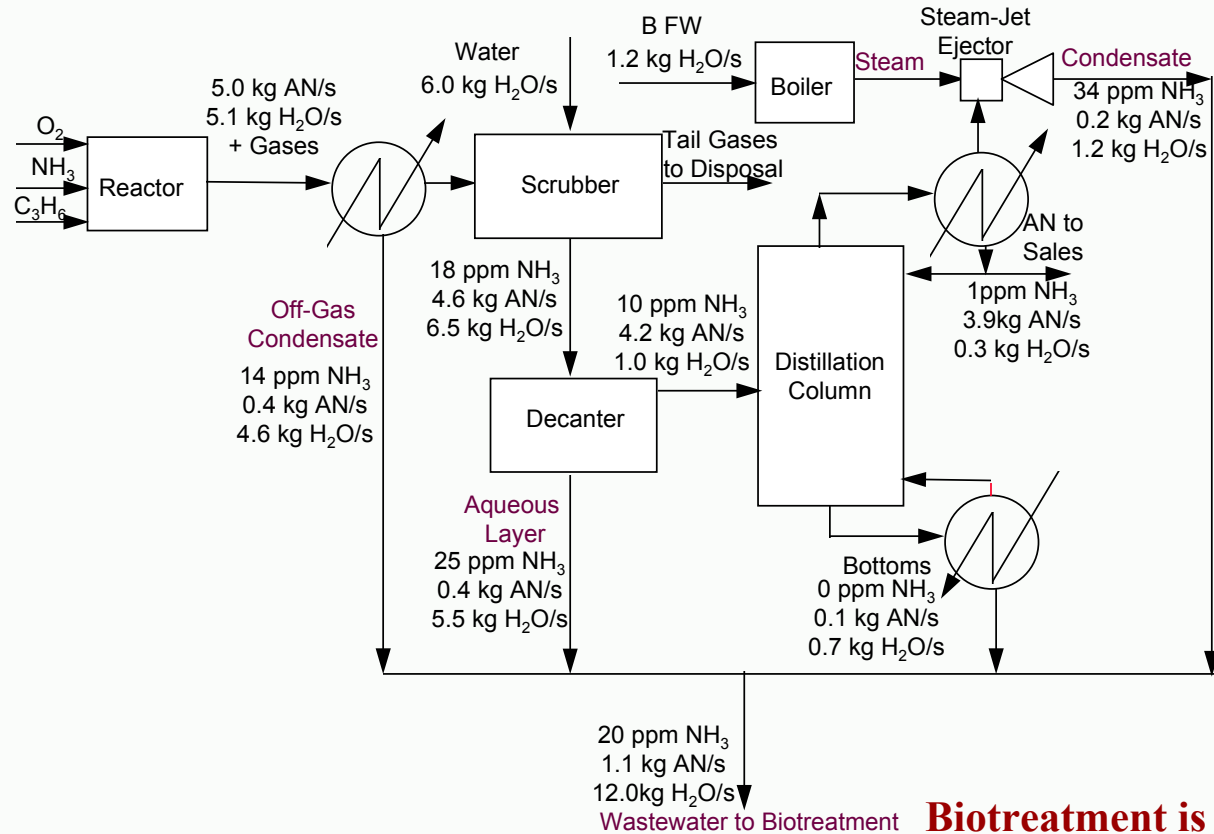 B FW
1.2 kg H₂O/s
Steam-Jet
Ejector
Water
6.0 kg H₂O/s
Boiler
Steam
Condensate
34 ppm NH₃
0.2 kg AN/s
1.2 kg H₂O/s
5.0 kg AN/s
5.1 kg H₂O/s
+ Gases
O₂
NH₃
C₃H₆
Reactor
Scrubber
Tail Gases
to Disposal
AN to
Sales
1ppm NH₃
3.9kg AN/s
0.3 kg H₂O/s
18 ppm NH₃
4.6 kg AN/s
6.5 kg H₂O/s
10 ppm NH₃
4.2 kg AN/s
1.0 kg H₂O/s
Off-Gas
Condensate
14 ppm NH₃
0.4 kg AN/s
4.6 kg H₂O/s
Distillation
Column
Decanter
Aqueous
Layer
25 ppm NH₃
0.4 kg AN/s
5.5 kg H₂O/s
Bottoms
0 ppm NH₃
0.1 kg AN/s
0.7 kg H₂O/s
20 ppm NH₃
1.1 kg AN/s
12.0kg H₂O/s
Wastewater to Biotreatment
Biotreatment is